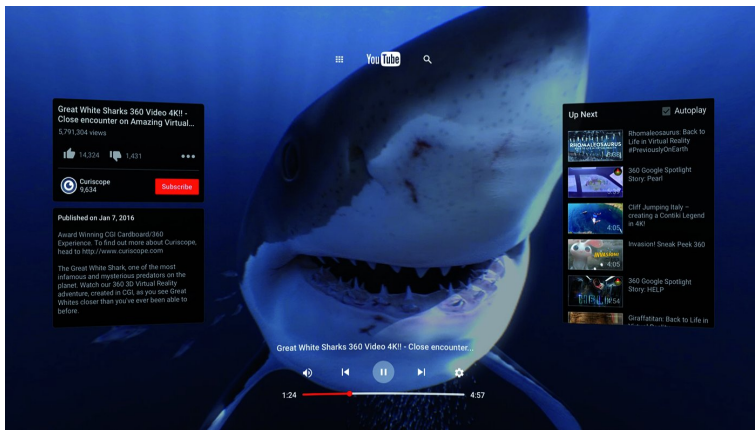 YouTube
Great White Sharks 360 Video 4K!! -
Close encounter on Amazing Virtual...
5,791,304 views
14,324
1,431
Curiscope
9,634
Subscribe
Published on Jan 7, 2016
Award Winning CGI Cardboard/360
Experience. To find out more about Curiscope,
head to http://www.curiscope.com
The Great White Shark, one of the most
infamous and mysterious predators on the
planet. Watch our 360 3D Virtual Reality
adventure, created in CGI, as you see Great
Whites closer than you've ever been able to
before.
Great White Sharks 360 Video 4K!! - Close encounter...
1:24
4:57
Up Next
Autoplay
RHOMALEOSAURUS
Rhomaleosaurus: Back to
Life in Virtual Reality
#PreviouslyOnEarth
360 Google Spotlight
Story: Pearl
Cliff Jumping Italy –
creating a Contiki Legend
in 4K!
4:05
Invasion! Sneak Peek 360
INVASION!
4:05
360 Google Spotlight
Story: HELP
Giraffatitan: Back to Life in